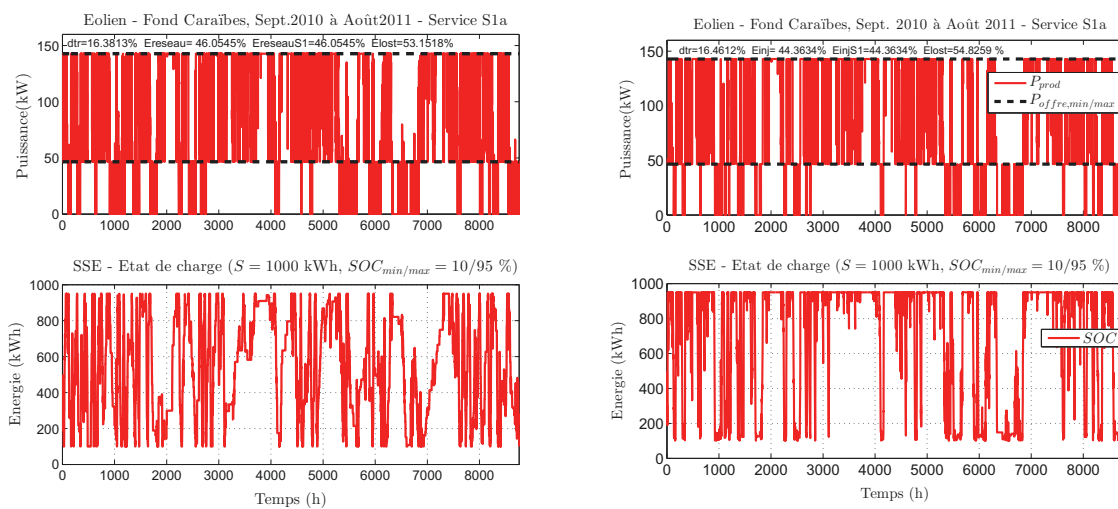 Eolien - Fond Caraïbes, Sept.2010 à Août2011 - Service S1a
dtr=16.3813% Ereseau= 46.0545% EreseauS1=46.0545% Elost=53.1518%
Puissance(kW)
150
100
50
0
0 1000 2000 3000 4000 5000 6000 7000 8000
SSE - Etat de charge (S = 1000 kWh, SOCmin/max = 10/95 %)
Energie (kWh)
1000
800
600
400
200
0
0 1000 2000 3000 4000 5000 6000 7000 8000
Temps (h)
Eolien - Fond Caraïbes, Sept. 2010 à Août 2011 - Service S1a
dtr=16.4612% Einj= 44.3634% EinjS1=44.3634% Elost=54.8259 %
Pprod
Poffre,min/max
Puissance(kW)
150
100
50
0
0 1000 2000 3000 4000 5000 6000 7000 8000
SSE - Etat de charge (S = 1000 kWh, SOCmin/max = 10/95 %)
SOC
Energie (kWh)
1000
800
600
400
200
0
0 1000 2000 3000 4000 5000 6000 7000 8000
Temps (h)